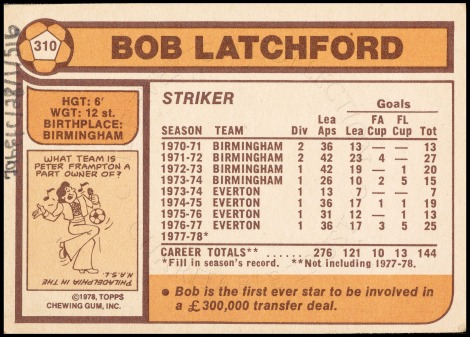 310
BOB LATCHFORD
HGT: 6'
WGT: 12 st.
BIRTHPLACE:
BIRMINGHAM
WHAT TEAM IS
PETER FRAMPTON A
PART OWNER OF?
PHILADELPHIA IN THE
N.A.S.L.
©1978, TOPPS
CHEWING GUM, INC.
STRIKER
Goals
Lea FA FL
SEASON TEAM Div Aps Lea Cup Cup Tot
1970-71 BIRMINGHAM 2 36 13 — — 13
1971-72 BIRMINGHAM 2 42 23 4 — 27
1972-73 BIRMINGHAM 1 42 19 — 1 20
1973-74 BIRMINGHAM 1 26 10 2 5 15
1973-74 EVERTON 1 13 7 — — 7
1974-75 EVERTON 1 36 17 1 1 19
1975-76 EVERTON 1 31 12 — 1 13
1976-77 EVERTON 1 36 17 3 5 25
1977-78*
CAREER TOTALS** ...... 276 121 10 13 144
*Fill in season's record. **Not including 1977-78.
• Bob is the first ever star to be involved in
a £300,000 transfer deal.